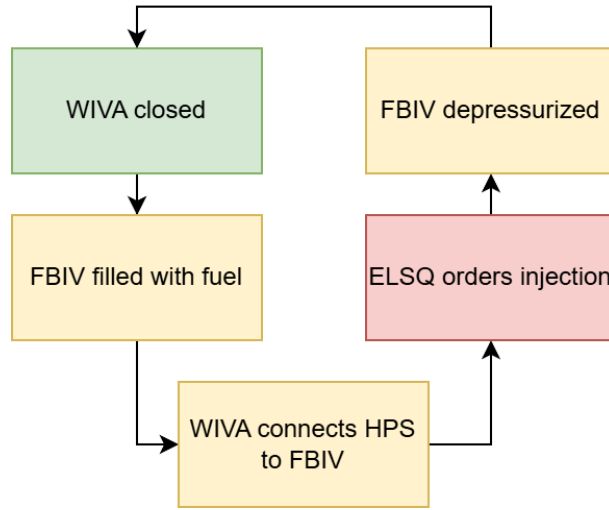 WIVA closed
FBIV depressurized
FBIV filled with fuel
ELSQ orders injection
WIVA connects HPS
to FBIV